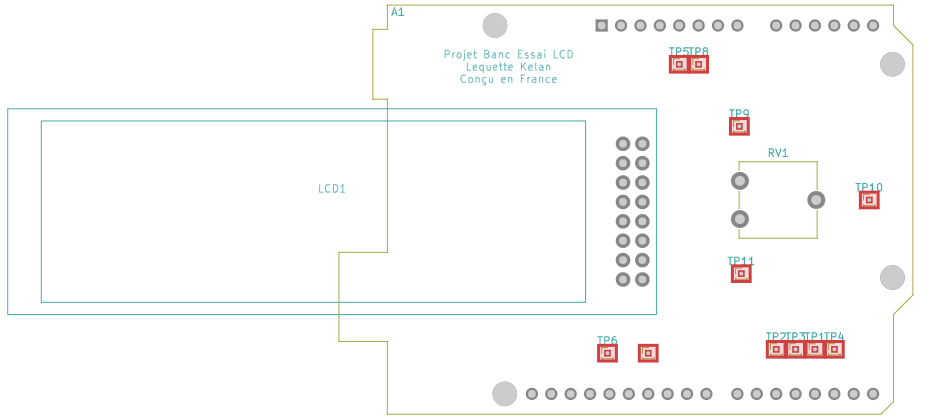 A1
Projet Banc Essai LCD
Lequette Kelan
Conçu en France
TP5
TP8
TP9
RV1
LCD1
TP10
TP11
TP6
TP2
TP3
TP1
TP4